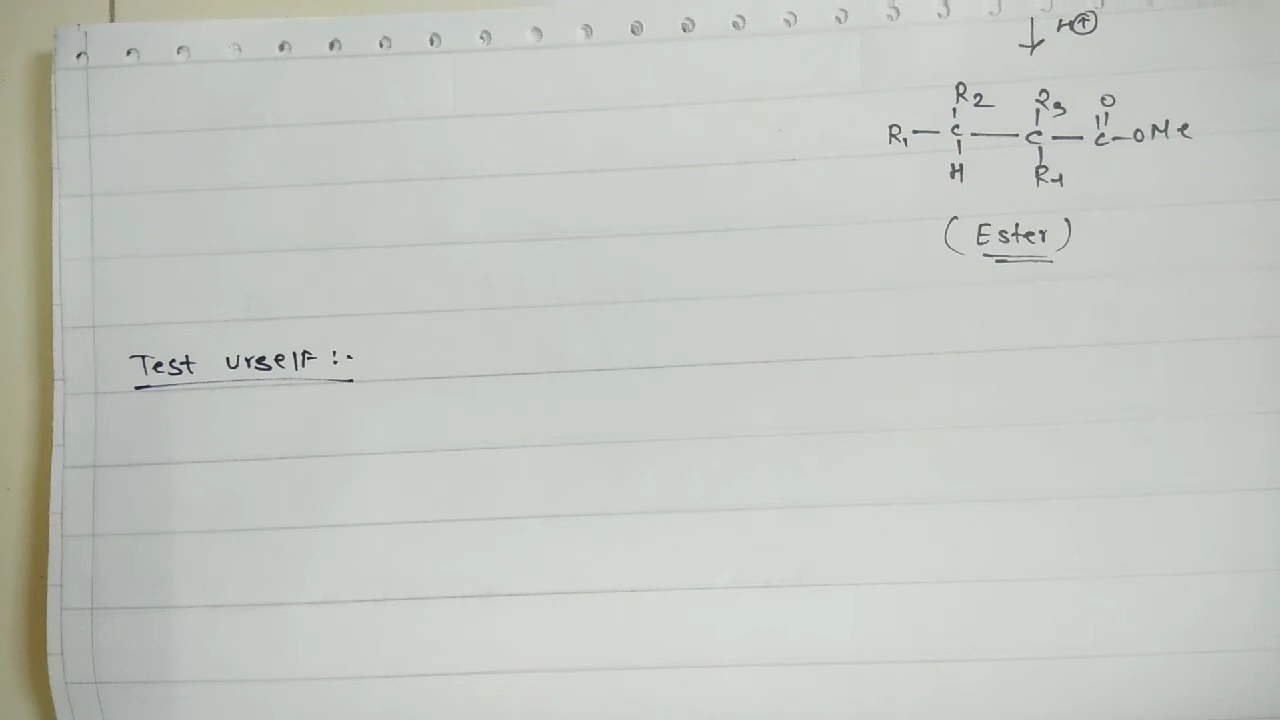 ↓ H⊕
R2 R3 O
R1 — C — C — C — OMe
H R4
(Ester)
Test urself :-